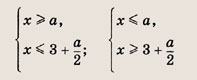 { x ⩾ a,
x ⩽ 3 + a/2;
{ x ⩽ a,
x ⩾ 3 + a/2